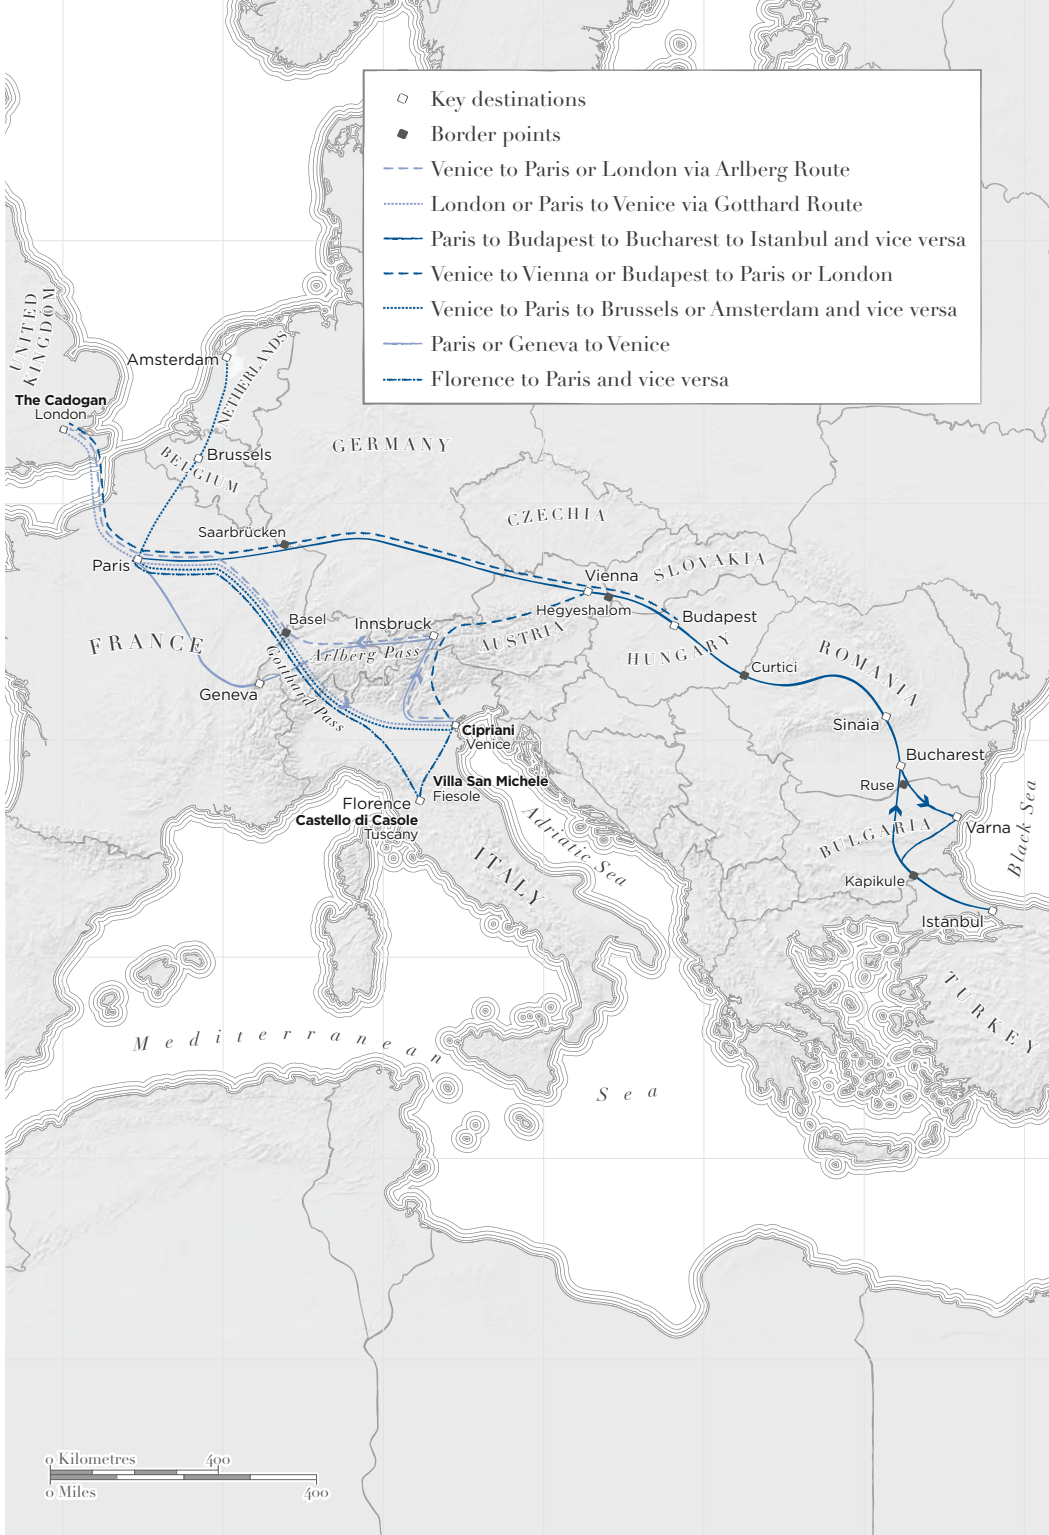 Key destinations
Border points
Venice to Paris or London via Arlberg Route
London or Paris to Venice via Gotthard Route
Paris to Budapest to Bucharest to Istanbul and vice versa
Venice to Vienna or Budapest to Paris or London
Venice to Paris to Brussels or Amsterdam and vice versa
Paris or Geneva to Venice
Florence to Paris and vice versa
UNITED
KINGDOM
Amsterdam
NETHERLANDS
The Cadogan
London
Brussels
BELGIUM
GERMANY
CZECHIA
Saarbrücken
Paris
Vienna
SLOVAKIA
Hegyeshalom
Budapest
Basel
Innsbruck
AUSTRIA
FRANCE
Arlberg Pass
Gotthard Pass
HUNGARY
Curtici
ROMANIA
Geneva
Sinaia
Cipriani
Venice
Bucharest
Villa San Michele
Fiesole
Ruse
Florence
Castello di Casole
Tuscany
Adriatic Sea
BULGARIA
Varna
Black Sea
ITALY
Kapikule
Istanbul
TURKEY
Mediterranean
Sea
0 Kilometres 400
0 Miles 400